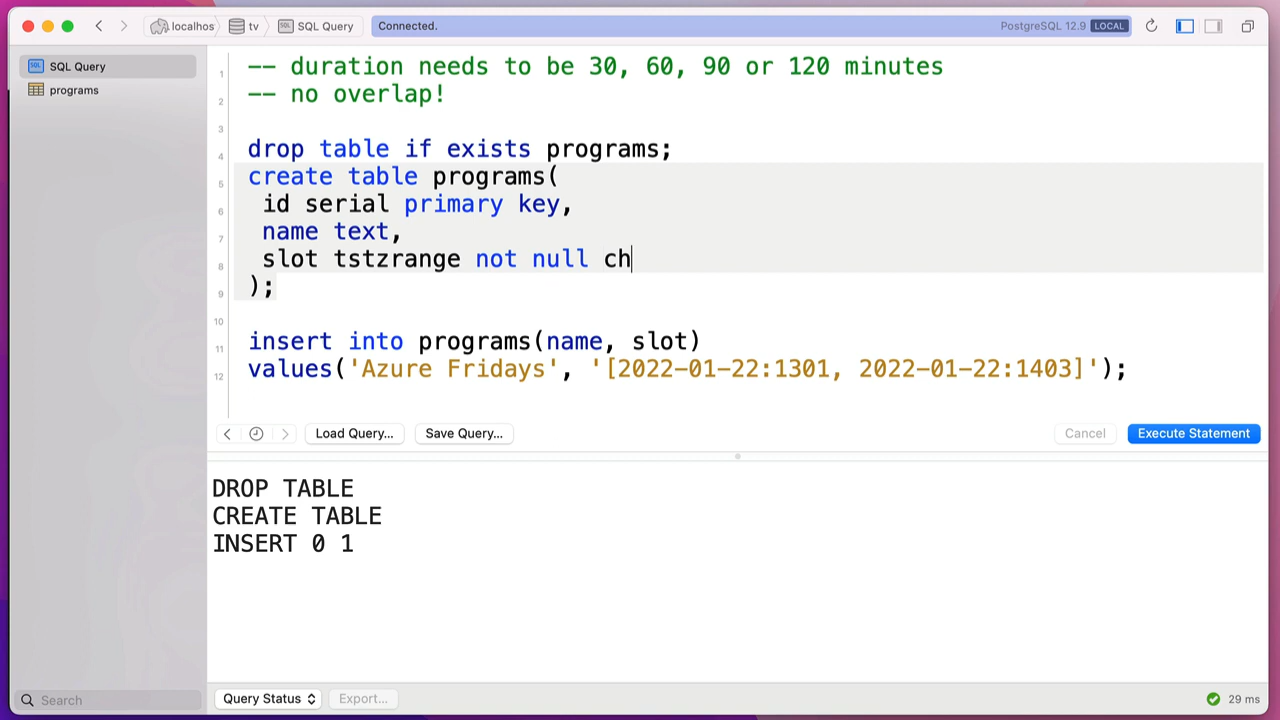 localhos tv SQL Query Connected. PostgreSQL 12.9 LOCAL
SQL Query
programs
1 -- duration needs to be 30, 60, 90 or 120 minutes
2 -- no overlap!
3
4 drop table if exists programs;
5 create table programs(
6 id serial primary key,
7 name text,
8 slot tstzrange not null ch
9 );
10
11 insert into programs(name, slot)
12 values('Azure Fridays', '[2022-01-22:1301, 2022-01-22:1403]');
Load Query... Save Query... Cancel Execute Statement
DROP TABLE
CREATE TABLE
INSERT 0 1
Search Query Status Export... 29 ms